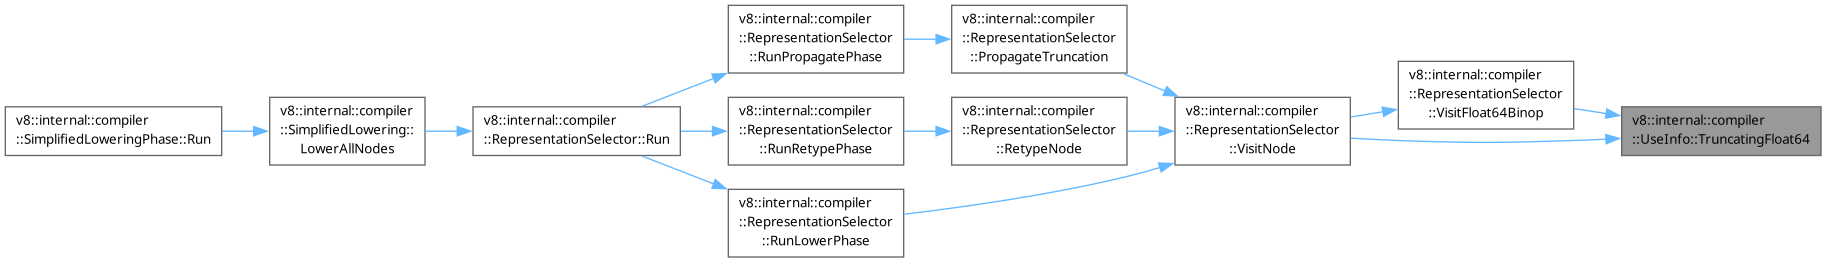 v8::internal::compiler
::SimplifiedLoweringPhase::Run
v8::internal::compiler
::SimplifiedLowering::
LowerAllNodes
v8::internal::compiler
::RepresentationSelector::Run
v8::internal::compiler
::RepresentationSelector
::RunPropagatePhase
v8::internal::compiler
::RepresentationSelector
::RunRetypePhase
v8::internal::compiler
::RepresentationSelector
::RunLowerPhase
v8::internal::compiler
::RepresentationSelector
::PropagateTruncation
v8::internal::compiler
::RepresentationSelector
::RetypeNode
v8::internal::compiler
::RepresentationSelector
::VisitNode
v8::internal::compiler
::RepresentationSelector
::VisitFloat64Binop
v8::internal::compiler
::UseInfo::TruncatingFloat64